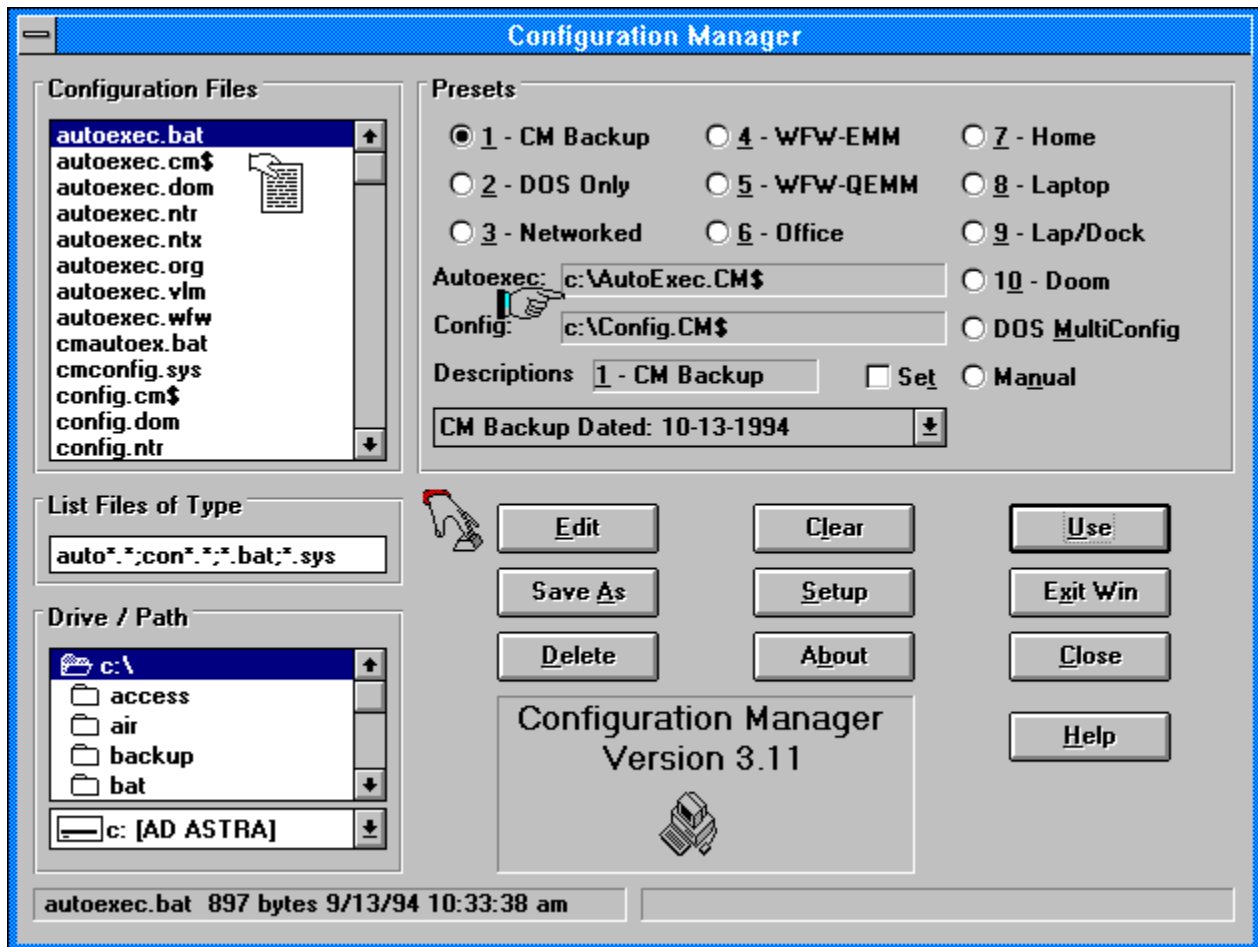 Configuration Manager
Configuration Files
autoexec.bat
autoexec.cm$
autoexec.dom
autoexec.ntr
autoexec.ntx
autoexec.org
autoexec.vlm
autoexec.wfw
cmautoex.bat
cmconfig.sys
config.cm$
config.dom
config.ntr
List Files of Type
auto*.*;con*.*;*.bat;*.sys
Drive / Path
c:\
access
air
backup
bat
c: [AD ASTRA]
Presets
1 - CM Backup
4 - WFW-EMM
7 - Home
2 - DOS Only
5 - WFW-QEMM
8 - Laptop
3 - Networked
6 - Office
9 - Lap/Dock
Autoexec: c:\AutoExec.CM$
10 - Doom
Config: c:\Config.CM$
DOS MultiConfig
Descriptions 1 - CM Backup
Set
Manual
CM Backup Dated: 10-13-1994
Edit
Clear
Use
Save As
Setup
Exit Win
Delete
About
Close
Configuration Manager
Version 3.11
Help
autoexec.bat 897 bytes 9/13/94 10:33:38 am